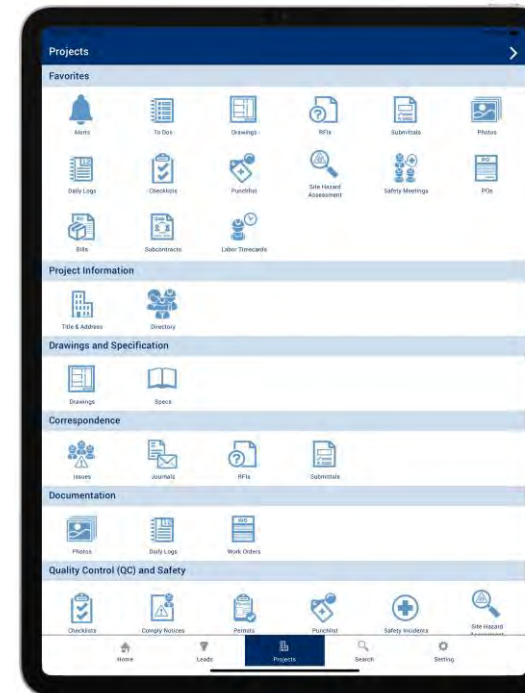 Projects
Favorites
Alerts To Dos Drawings RFIs Submittals Photos
Daily Logs Checklists Punchlist Site Hazard Assessment Safety Meetings POs
Bills Subcontracts Labor Timecards
Project Information
Title & Address Directory
Drawings and Specification
Drawings Specs
Correspondence
Issues Journals RFIs Submittals
Documentation
Photos Daily Logs Work Orders
Quality Control (QC) and Safety
Checklists Comply Notices Permits Punchlist Safety Incidents Site Hazard
Home Leads Projects Search Setting